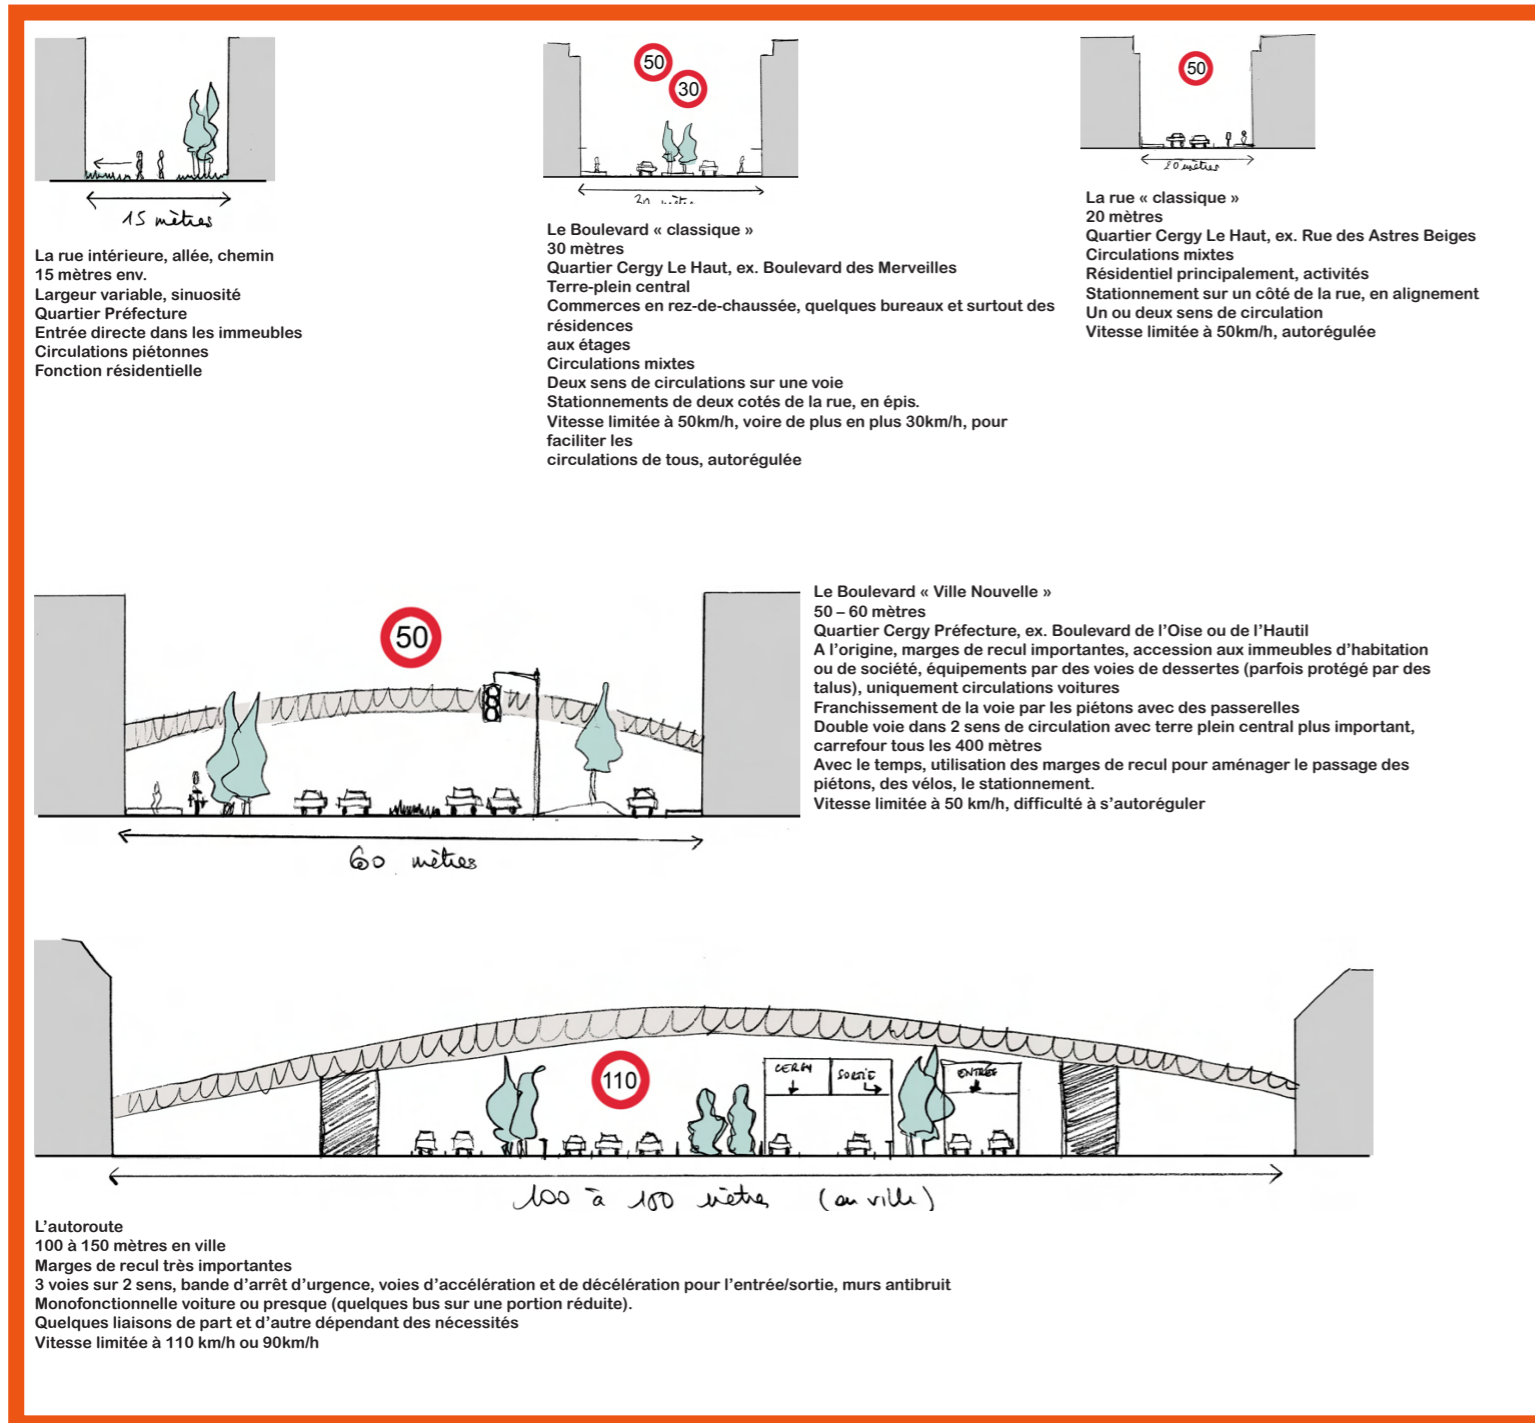 15 mètres
La rue intérieure, allée, chemin
15 mètres env.
Largeur variable, sinuosité
Quartier Préfecture
Entrée directe dans les immeubles
Circulations piétonnes
Fonction résidentielle
50
30
30 mètres
Le Boulevard « classique »
30 mètres
Quartier Cergy Le Haut, ex. Boulevard des Merveilles
Terre-plein central
Commerces en rez-de-chaussée, quelques bureaux et surtout des
résidences
aux étages
Circulations mixtes
Deux sens de circulations sur une voie
Stationnements de deux cotés de la rue, en épis.
Vitesse limitée à 50km/h, voire de plus en plus 30km/h, pour
faciliter les
circulations de tous, autorégulée
50
20 mètres
La rue « classique »
20 mètres
Quartier Cergy Le Haut, ex. Rue des Astres Beiges
Circulations mixtes
Résidentiel principalement, activités
Stationnement sur un côté de la rue, en alignement
Un ou deux sens de circulation
Vitesse limitée à 50km/h, autorégulée
50
60 mètres
Le Boulevard « Ville Nouvelle »
50 – 60 mètres
Quartier Cergy Préfecture, ex. Boulevard de l'Oise ou de l'Hautil
A l'origine, marges de recul importantes, accession aux immeubles d'habitation
ou de société, équipements par des voies de dessertes (parfois protégé par des
talus), uniquement circulations voitures
Franchissement de la voie par les piétons avec des passerelles
Double voie dans 2 sens de circulation avec terre plein central plus important,
carrefour tous les 400 mètres
Avec le temps, utilisation des marges de recul pour aménager le passage des
piétons, des vélos, le stationnement.
Vitesse limitée à 50 km/h, difficulté à s'autoréguler
110
CERGY
SORTIE
ENTRÉE
100 à 150 mètres (en ville)
L'autoroute
100 à 150 mètres en ville
Marges de recul très importantes
3 voies sur 2 sens, bande d'arrêt d'urgence, voies d'accélération et de décélération pour l'entrée/sortie, murs antibruit
Monofonctionnelle voiture ou presque (quelques bus sur une portion réduite).
Quelques liaisons de part et d'autre dépendant des nécessités
Vitesse limitée à 110 km/h ou 90km/h